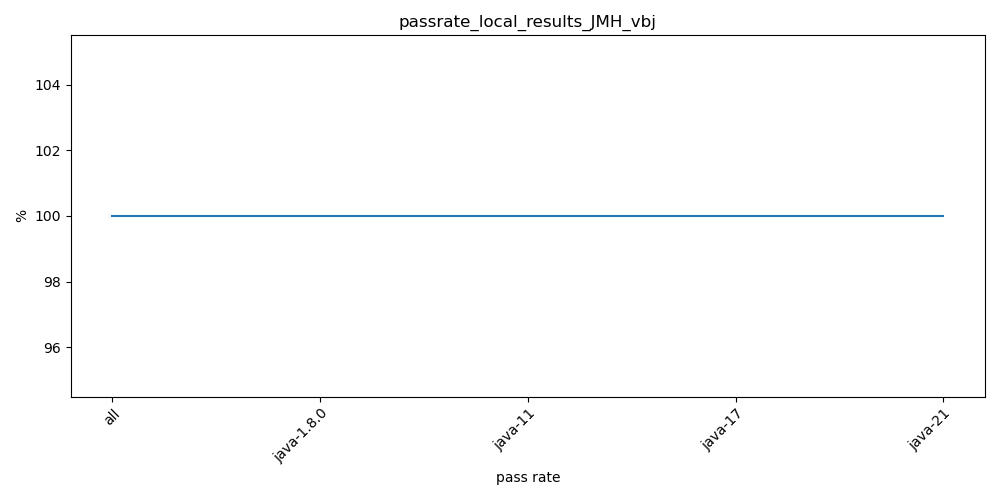 passrate_local_results_JMH_vbj
104
102
100
98
96
%
all
java-1.8.0
java-11
java-17
java-21
pass rate